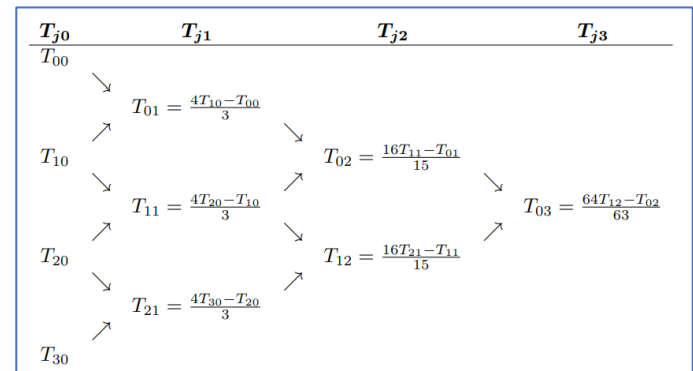 T_{j0} T_{j1} T_{j2} T_{j3}
T_{00}
T_{01} = \frac{4T_{10}-T_{00}}{3}
T_{10} T_{02} = \frac{16T_{11}-T_{01}}{15}
T_{11} = \frac{4T_{20}-T_{10}}{3} T_{03} = \frac{64T_{12}-T_{02}}{63}
T_{20} T_{12} = \frac{16T_{21}-T_{11}}{15}
T_{21} = \frac{4T_{30}-T_{20}}{3}
T_{30}